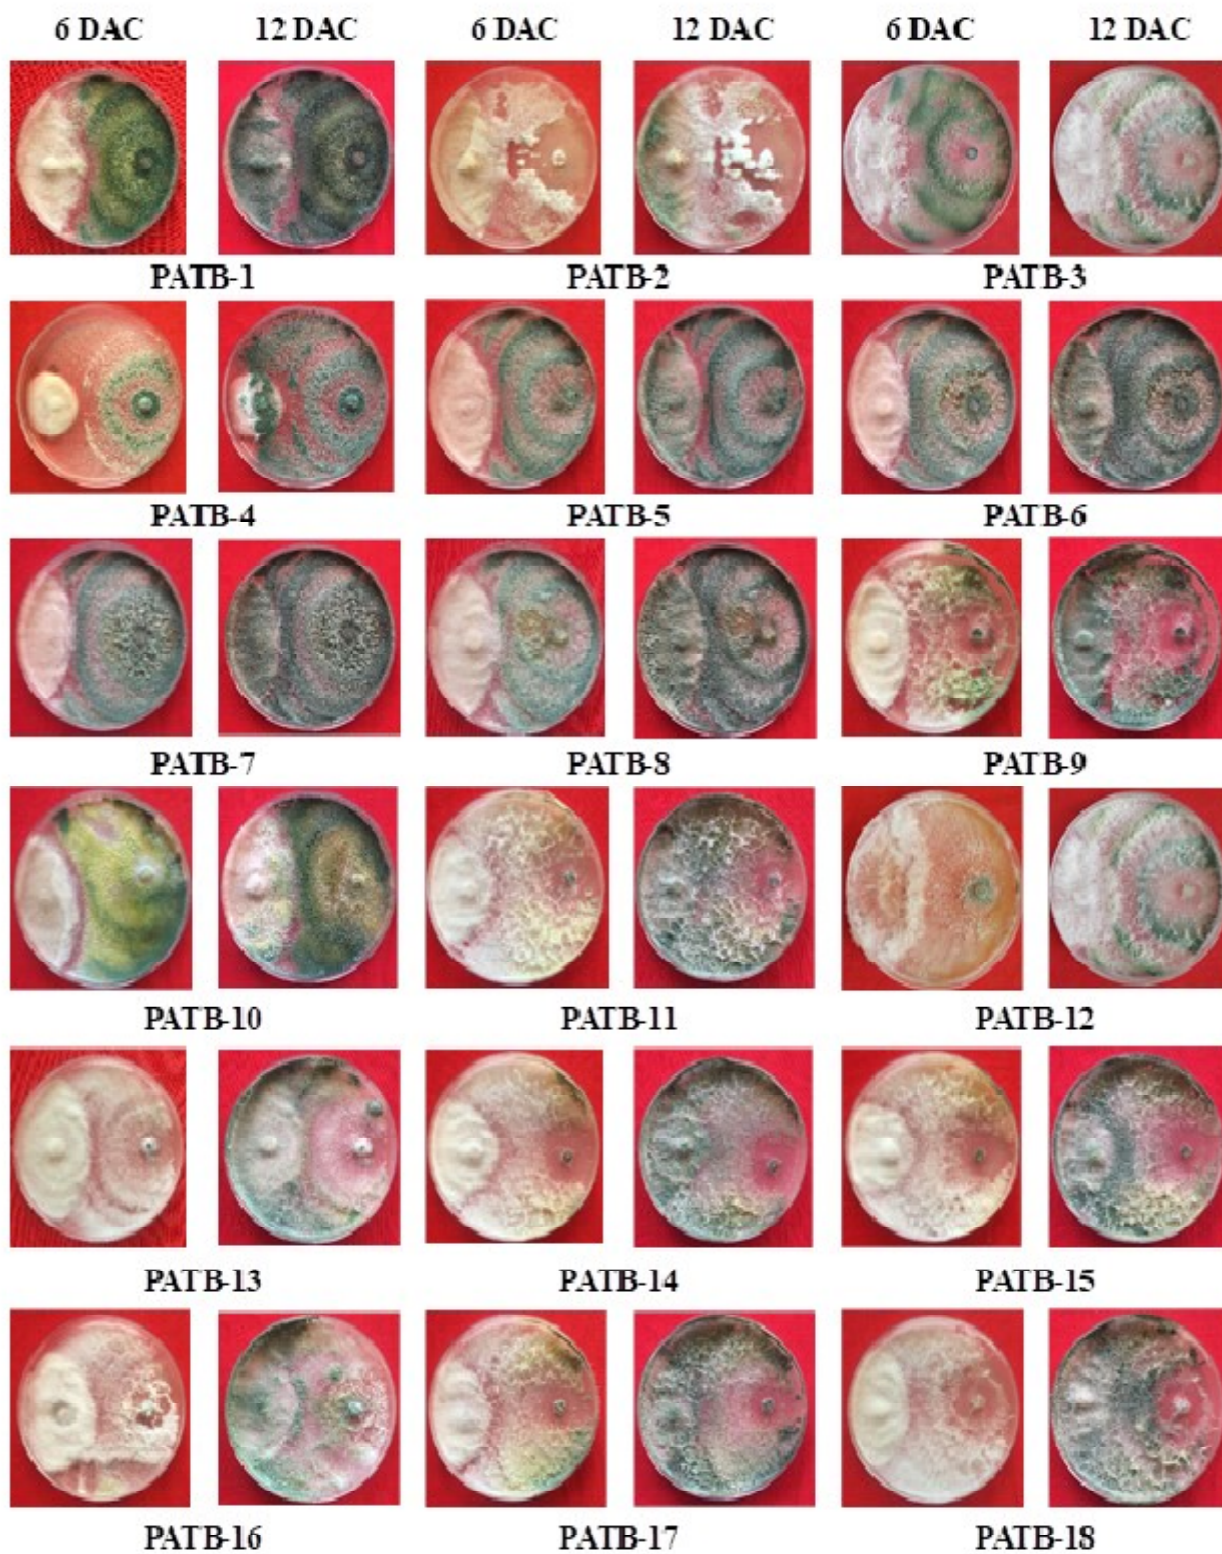 6 DAC 12 DAC 6 DAC 12 DAC 6 DAC 12 DAC
PATB-1 PATB-2 PATB-3
PATB-4 PATB-5 PATB-6
PATB-7 PATB-8 PATB-9
PATB-10 PATB-11 PATB-12
PATB-13 PATB-14 PATB-15
PATB-16 PATB-17 PATB-18